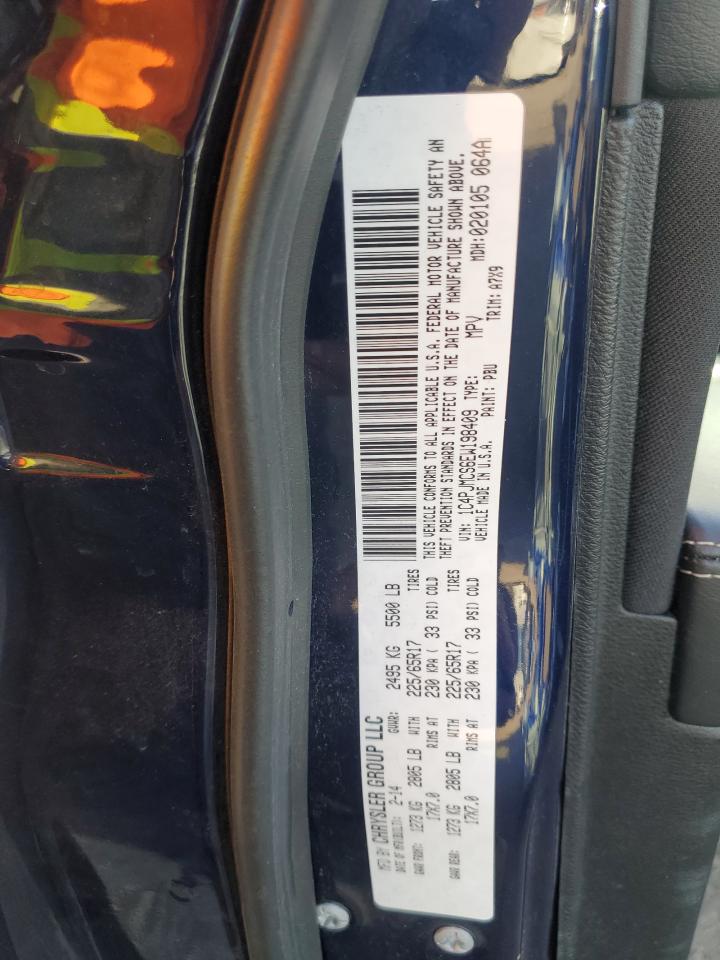 MFD BY CHRYSLER GROUP LLC
DATE OF MFR(BUILT): 2-14 GVWR: 2495 KG 5500 LB
GAWR FRONT: 1273 KG 2805 LB WITH 225/65R17 TIRES
17X7.0 RIMS AT 230 KPA ( 33 PSI) COLD
GAWR REAR: 1273 KG 2805 LB WITH 225/65R17 TIRES
17X7.0 RIMS AT 230 KPA ( 33 PSI) COLD
THIS VEHICLE CONFORMS TO ALL APPLICABLE U.S.A. FEDERAL MOTOR VEHICLE SAFETY AN
THEFT PREVENTION STANDARDS IN EFFECT ON THE DATE OF MANUFACTURE SHOWN ABOVE.
VIN: 1C4PJMCS6EW198409 TYPE: MPV MDH:020105 064A
VEHICLE MADE IN U.S.A. PAINT: PBU TRIM: A7X9